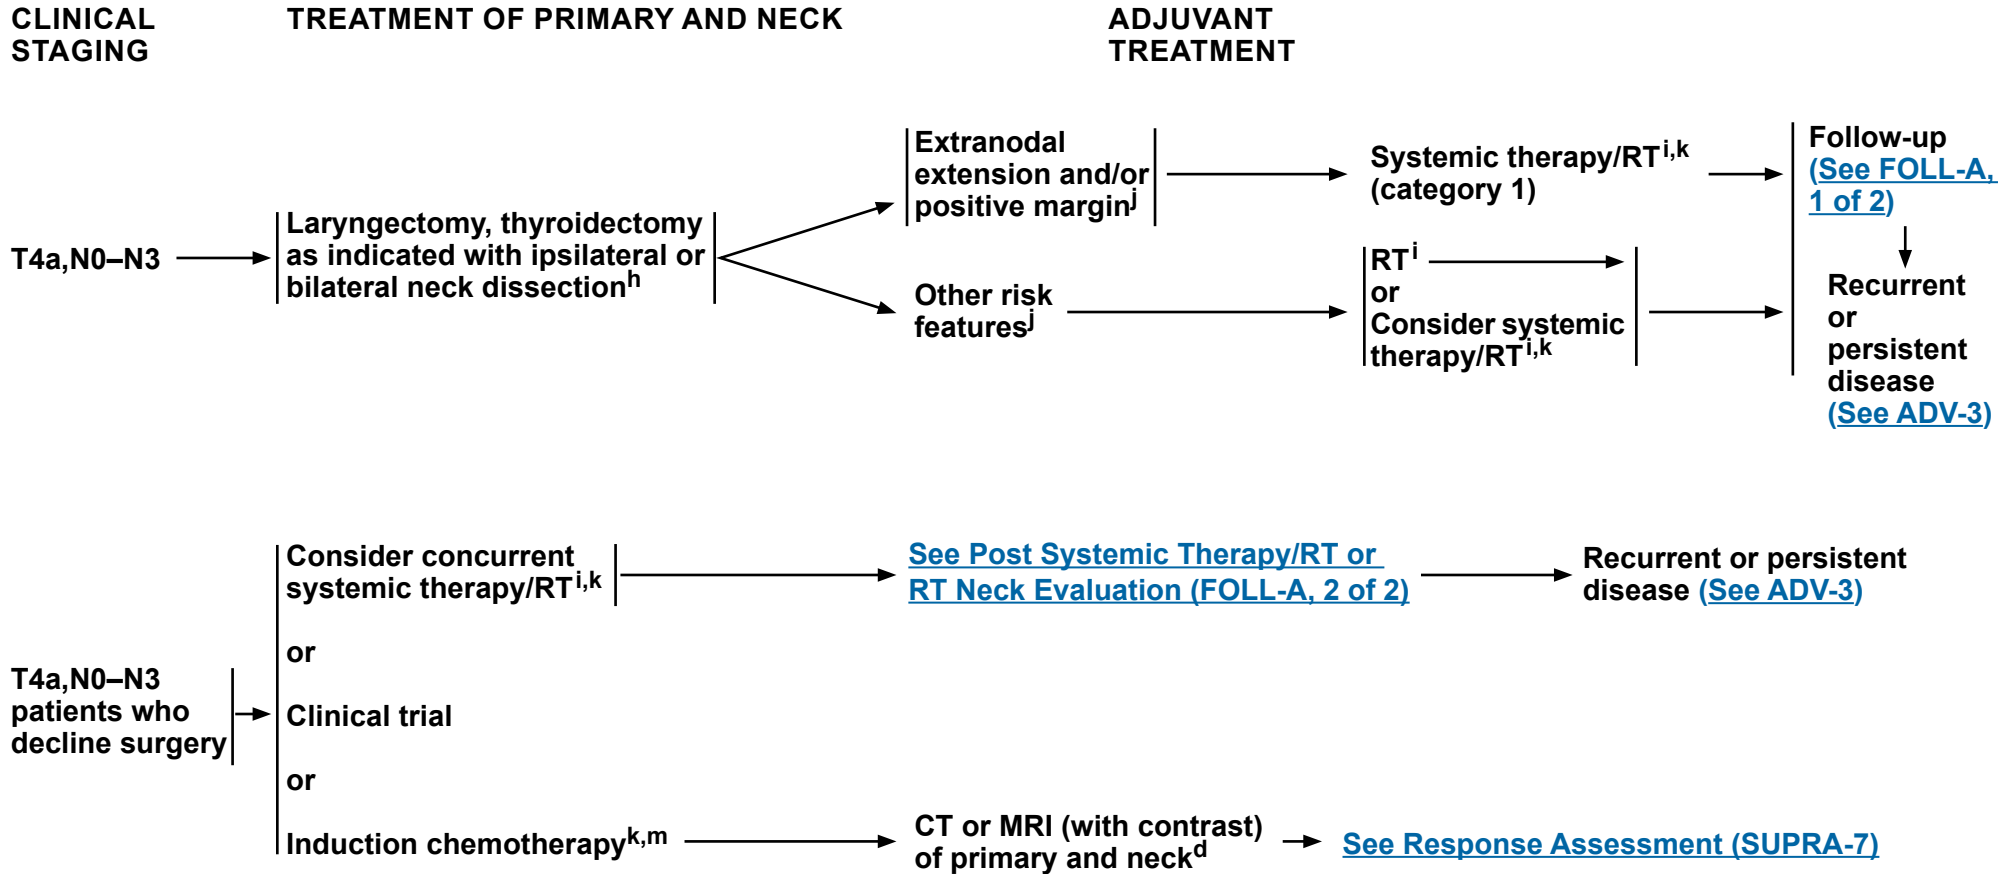 CLINICAL
STAGING
TREATMENT OF PRIMARY AND NECK
ADJUVANT
TREATMENT
T4a,N0–N3
Laryngectomy, thyroidectomy
as indicated with ipsilateral or
bilateral neck dissectionh
Extranodal
extension and/or
positive marginj
Systemic therapy/RTi,k
(category 1)
Other risk
featuresj
RTi
or
Consider systemic
therapy/RTi,k
Follow-up
(See FOLL-A,
1 of 2)
Recurrent
or
persistent
disease
(See ADV-3)
T4a,N0–N3
patients who
decline surgery
Consider concurrent
systemic therapy/RTi,k
or
Clinical trial
or
Induction chemotherapyk,m
See Post Systemic Therapy/RT or
RT Neck Evaluation (FOLL-A, 2 of 2)
Recurrent or persistent
disease (See ADV-3)
CT or MRI (with contrast)
of primary and neckd
See Response Assessment (SUPRA-7)